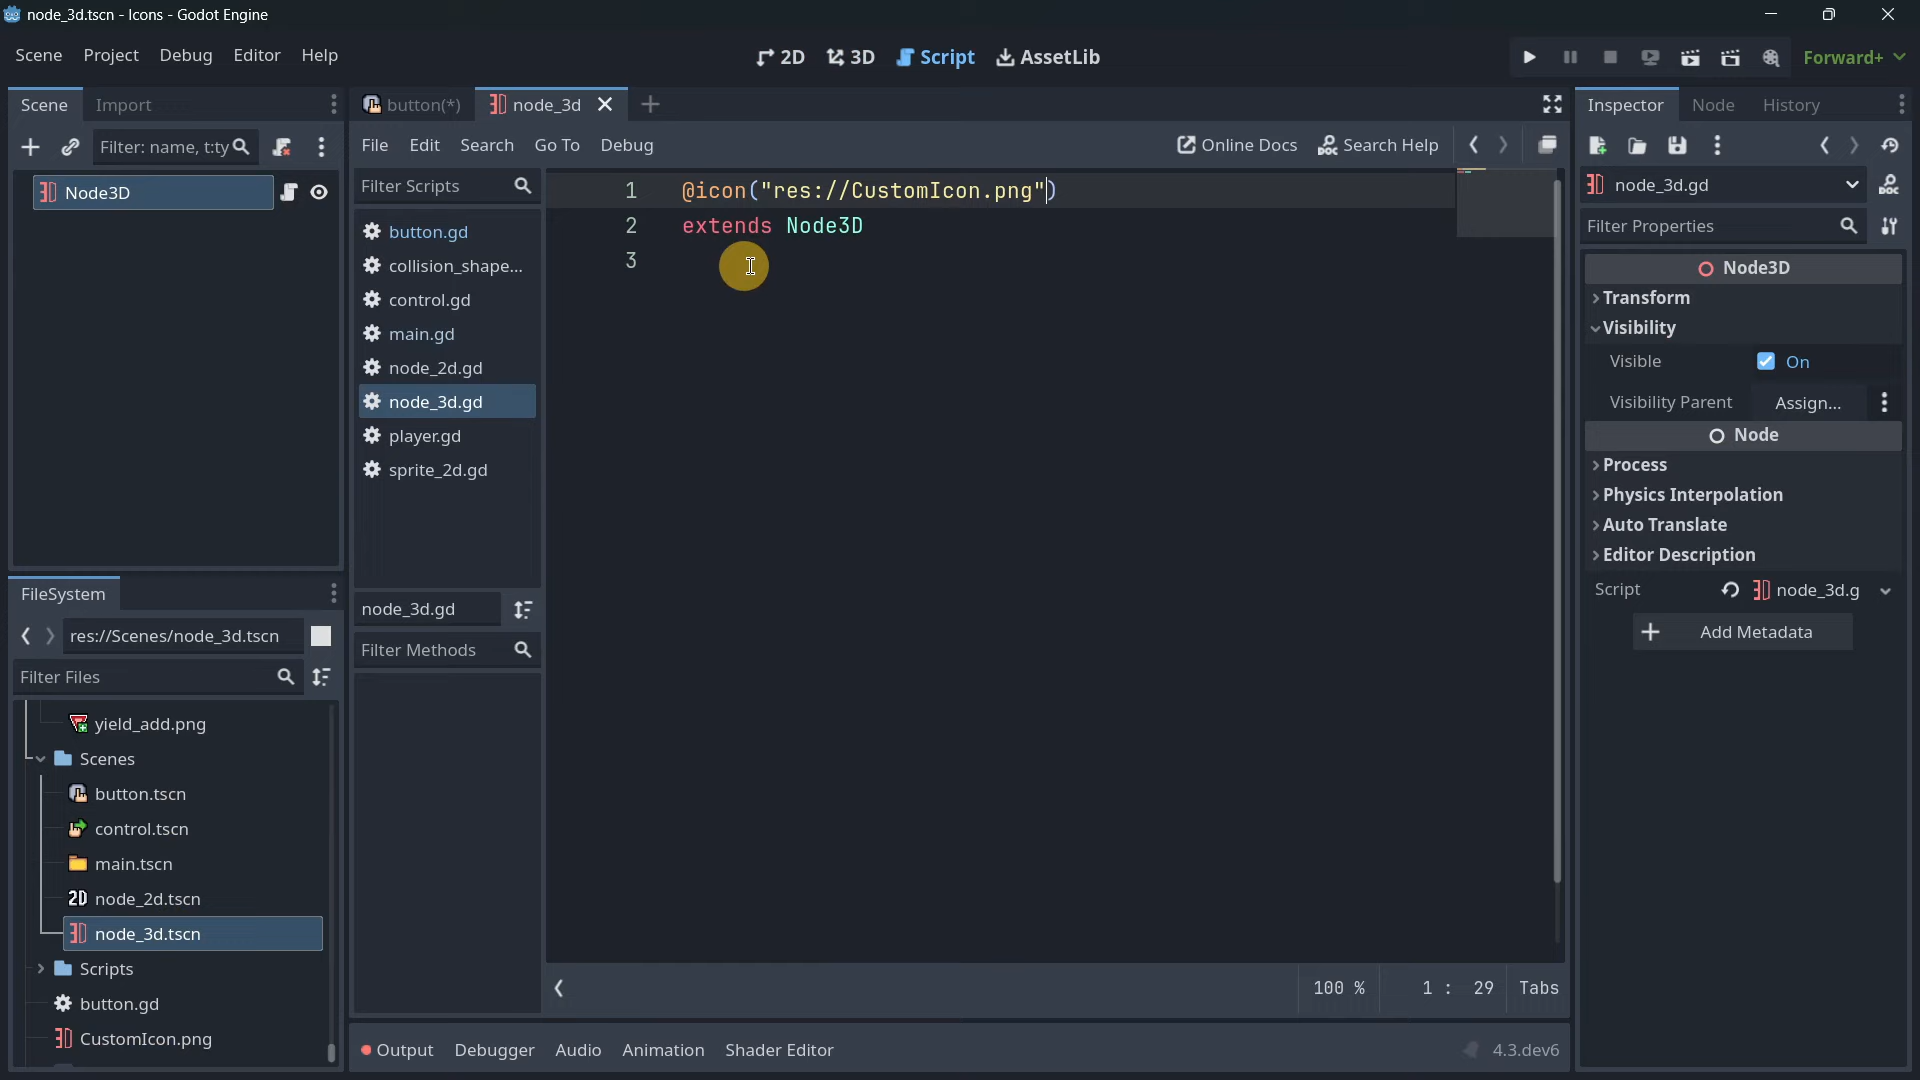 node_3d.tscn - Icons - Godot Engine
Scene Project Debug Editor Help
2D 3D Script AssetLib
Forward+
Scene Import
button(*) node_3d
Inspector Node History
Filter: name, t:ty
File Edit Search Go To Debug
Online Docs Search Help
Node3D
Filter Scripts
button.gd
collision_shape...
control.gd
main.gd
node_2d.gd
node_3d.gd
player.gd
sprite_2d.gd
node_3d.gd
Filter Methods
1 @icon("res://CustomIcon.png")
2 extends Node3D
3
100 % 1 : 29 Tabs
node_3d.gd
Filter Properties
Node3D
Transform
Visibility
Visible On
Visibility Parent Assign...
Node
Process
Physics Interpolation
Auto Translate
Editor Description
Script node_3d.g
Add Metadata
FileSystem
res://Scenes/node_3d.tscn
Filter Files
yield_add.png
Scenes
button.tscn
control.tscn
main.tscn
2D node_2d.tscn
node_3d.tscn
Scripts
button.gd
CustomIcon.png
Output Debugger Audio Animation Shader Editor
4.3.dev6